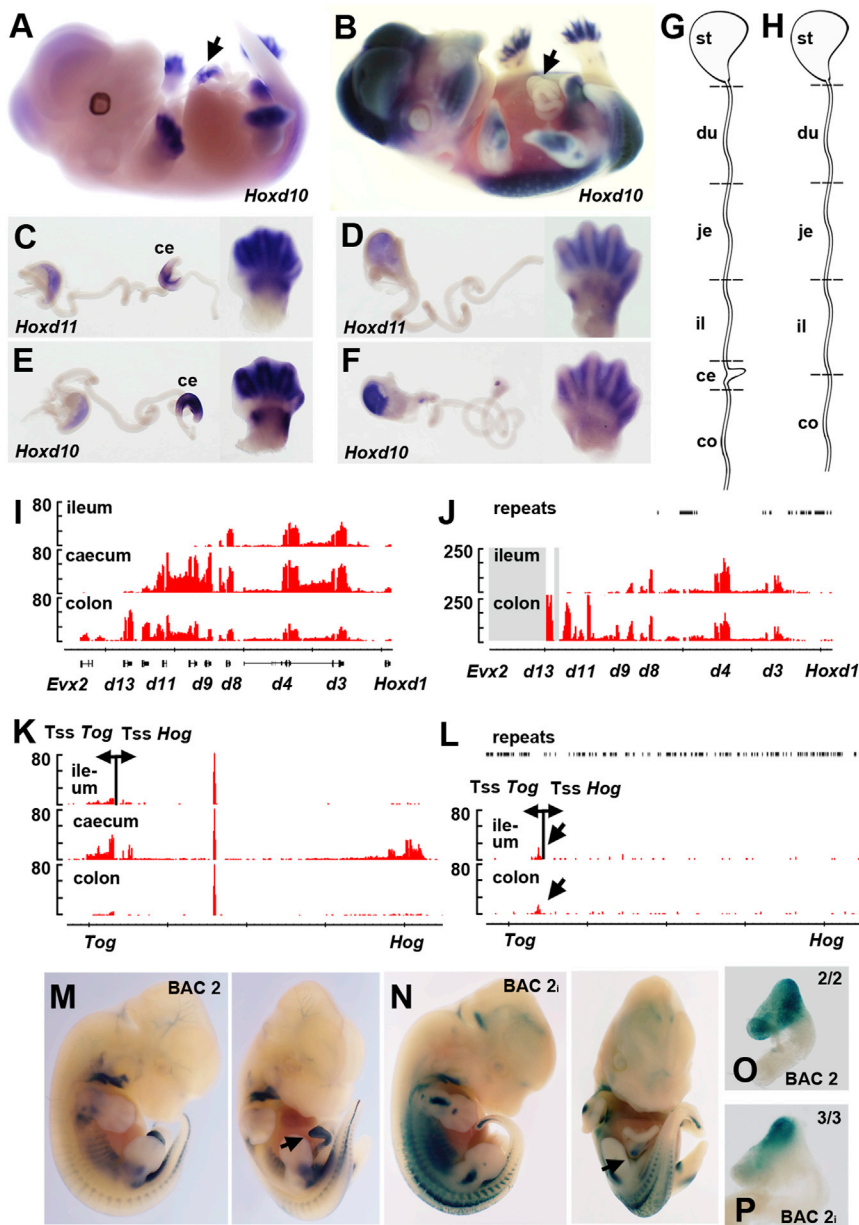 A
Hoxd10
B
Hoxd10
G
st
du
je
il
ce
co
H
st
du
je
il
co
C
ce
Hoxd11
D
Hoxd11
E
ce
Hoxd10
F
Hoxd10
I
80
ileum
80
caecum
80
colon
Evx2 d13 d11 d9 d8 d4 d3 Hoxd1
J
repeats
250
ileum
250
colon
Evx2 d13 d11 d9 d8 d4 d3 Hoxd1
K
Tss Tog Tss Hog
80
ile-
um
80
caecum
80
colon
Tog Hog
L
repeats
Tss Tog Tss Hog
80
ile-
um
80
colon
Tog Hog
M
BAC 2
N
BAC 2i
2/2
O
BAC 2
3/3
P
BAC 2i